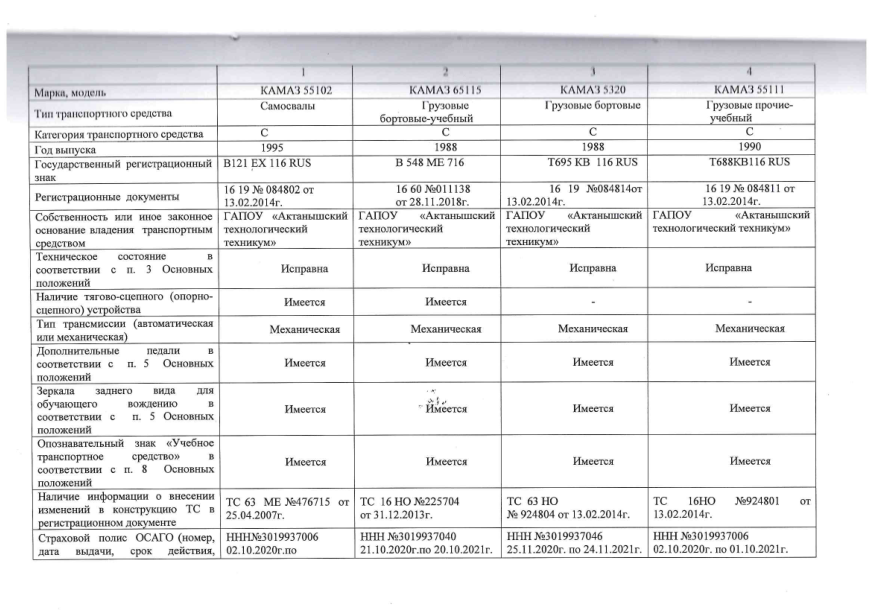 1 2 3 4
Марка, модель КАМАЗ 55102 КАМАЗ 65115 КАМАЗ 5320 КАМАЗ 55111
Тип транспортного средства Самосвалы Грузовые Грузовые бортовые Грузовые прочие-
бортовые-учебный учебный
Категория транспортного средства С С С С
Год выпуска 1995 1988 1988 1990
Государственный регистрационный В121 ЕХ 116 RUS В 548 МЕ 716 Т695 КВ 116 RUS Т688КВ116 RUS
знак
Регистрационные документы 16 19 № 084802 от 16 60 №011138 16 19 №084814от 16 19 № 084811 от
13.02.2014г. от 28.11.2018г. 13.02.2014г. 13.02.2014г.
Собственность или иное законное ГАПОУ «Актанышский ГАПОУ «Актанышский ГАПОУ «Актанышский ГАПОУ «Актанышский
основание владения транспортным технологический технологический технологический технологический техникум»
средством техникум» техникум» техникум»
Техническое состояние в
соответствии с п. 3 Основных Исправна Исправна Исправна Исправна
положений
Наличие тягово-сцепного (опорно- Имеется Имеется - -
сцепного) устройства
Тип трансмиссии (автоматическая Механическая Механическая Механическая Механическая
или механическая)
Дополнительные педали в
соответствии с п. 5 Основных Имеется Имеется Имеется Имеется
положений
Зеркала заднего вида для
обучающего вождению в Имеется Имеется Имеется Имеется
соответствии с п. 5 Основных
положений
Опознавательный знак «Учебное
транспортное средство» в Имеется Имеется Имеется Имеется
соответствии с п. 8 Основных
положений
Наличие информации о внесении ТС 63 МЕ №476715 от ТС 16 НО №225704 ТС 63 НО ТС 16НО №924801 от
изменений в конструкцию ТС в 25.04.2007г. от 31.12.2013г. № 924804 от 13.02.2014г. 13.02.2014г.
регистрационном документе
Страховой полис ОСАГО (номер, ННН№3019937006 ННН №3019937040 ННН №3019937046 ННН №3019937006
дата выдачи, срок действия, 02.10.2020г.по 21.10.2020г.по 20.10.2021г. 25.11.2020г. по 24.11.2021г. 02.10.2020г. по 01.10.2021г.